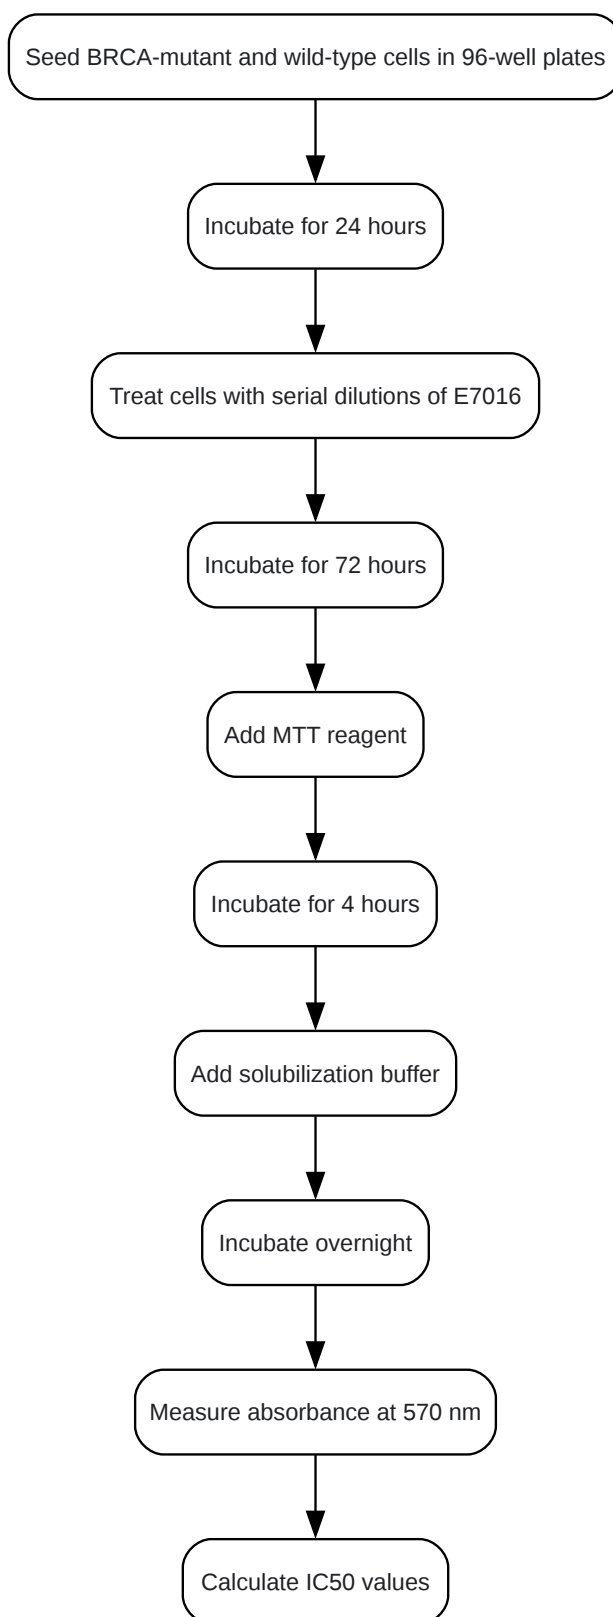 Seed BRCA-mutant and wild-type cells in 96-well plates
Incubate for 24 hours
Treat cells with serial dilutions of E7016
Incubate for 72 hours
Add MTT reagent
Incubate for 4 hours
Add solubilization buffer
Incubate overnight
Measure absorbance at 570 nm
Calculate IC50 values